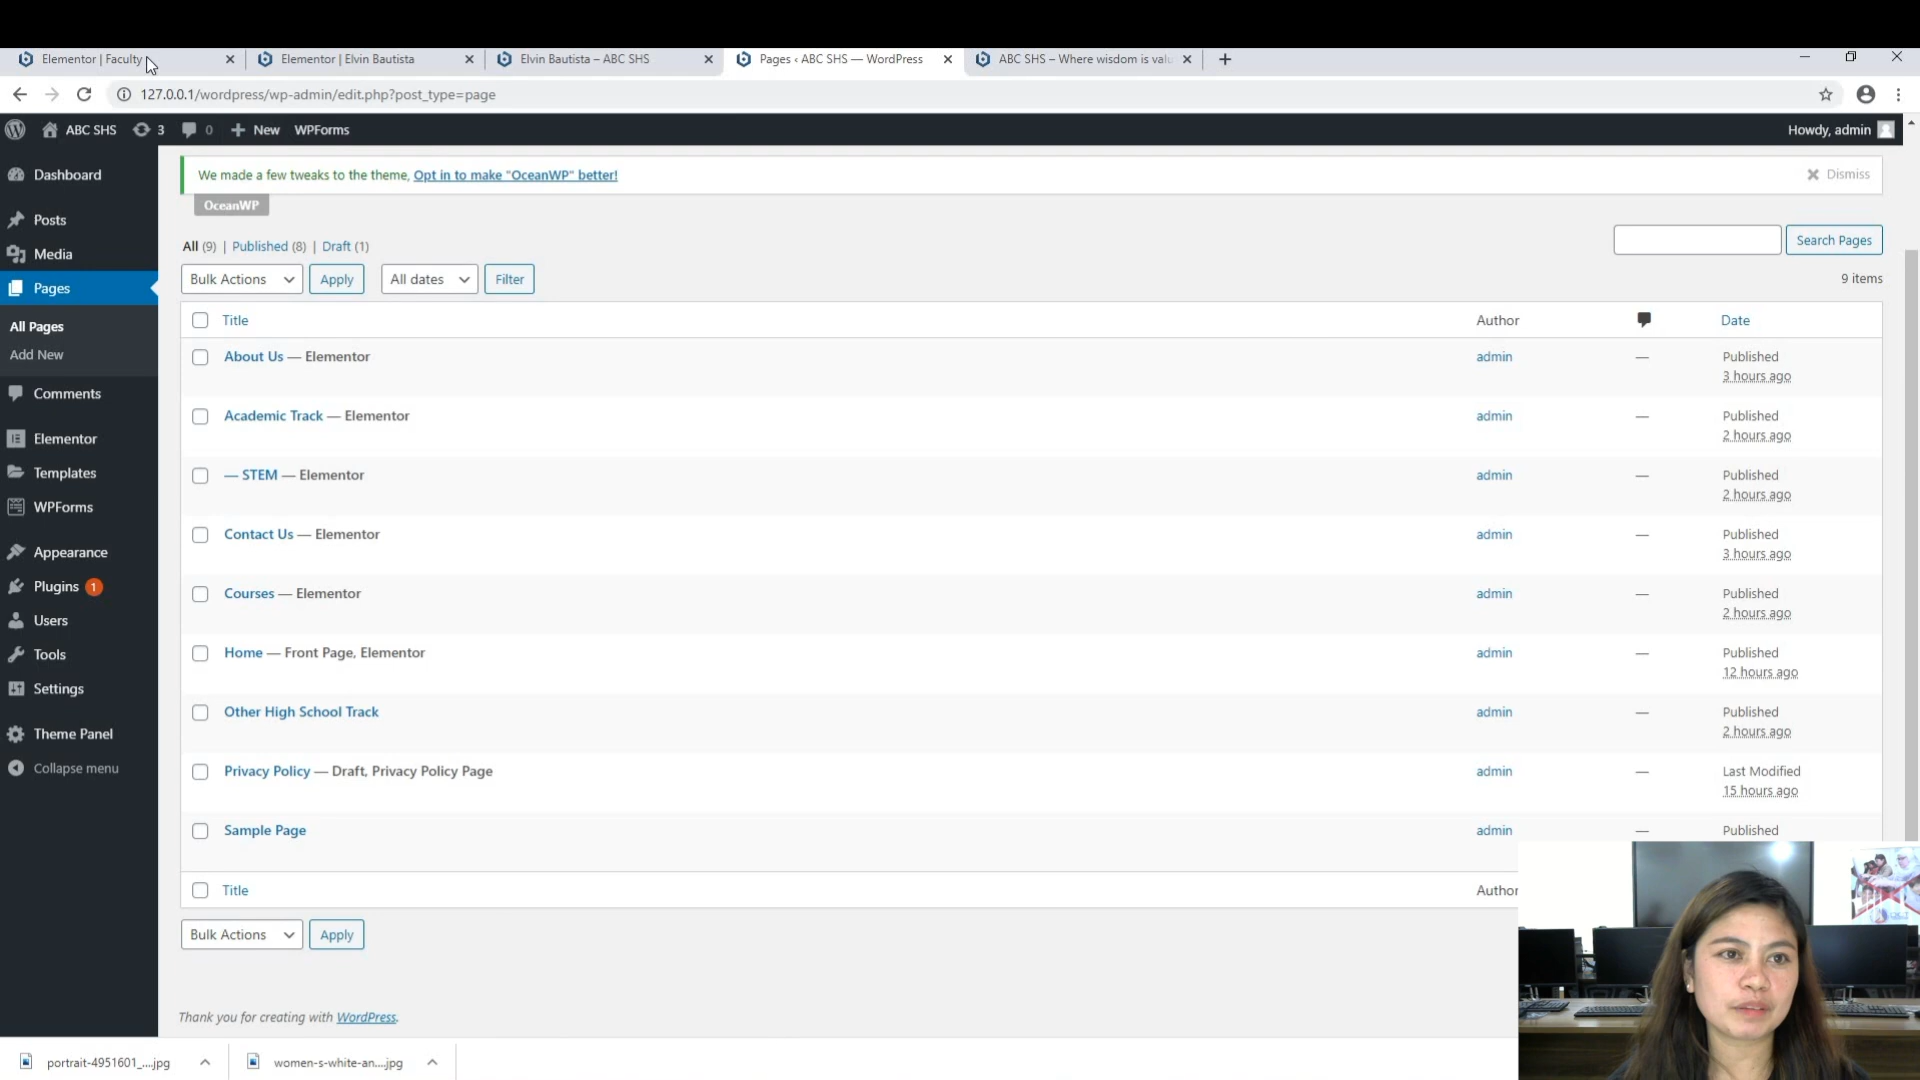 Elementor | Faculty
Elementor | Elvin Bautista
Elvin Bautista – ABC SHS
Pages ‹ ABC SHS — WordPress
ABC SHS – Where wisdom is valu
127.0.0.1/wordpress/wp-admin/edit.php?post_type=page
ABC SHS 3 0 New WPForms Howdy, admin
Dashboard
Posts
Media
Pages
All Pages
Add New
Comments
Elementor
Templates
WPForms
Appearance
Plugins 1
Users
Tools
Settings
Theme Panel
Collapse menu
We made a few tweaks to the theme, Opt in to make "OceanWP" better! Dismiss
OceanWP
All (9) | Published (8) | Draft (1) Search Pages
Bulk Actions Apply All dates Filter 9 items
Title Author Date
About Us — Elementor admin — Published
3 hours ago
Academic Track — Elementor admin — Published
2 hours ago
— STEM — Elementor admin — Published
2 hours ago
Contact Us — Elementor admin — Published
3 hours ago
Courses — Elementor admin — Published
2 hours ago
Home — Front Page, Elementor admin — Published
12 hours ago
Other High School Track admin — Published
2 hours ago
Privacy Policy — Draft, Privacy Policy Page admin — Last Modified
15 hours ago
Sample Page admin — Published
Title Author
Bulk Actions Apply
Thank you for creating with WordPress.
portrait-4951601_....jpg
women-s-white-an....jpg